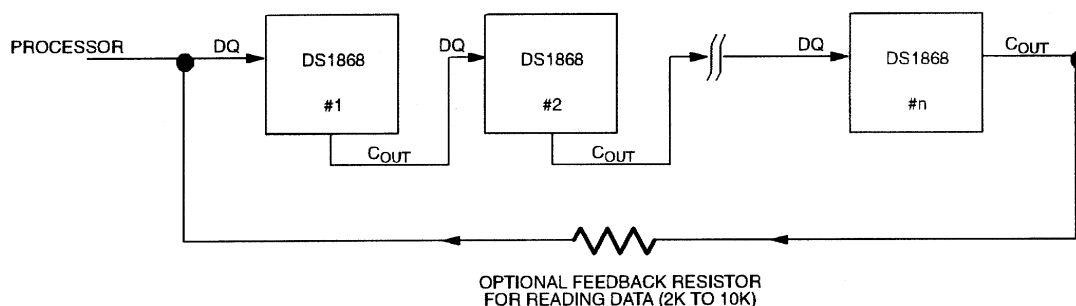 PROCESSOR
DQ
DS1868
#1
COUT
DQ
DS1868
#2
COUT
DQ
DS1868
#n
COUT
OPTIONAL FEEDBACK RESISTOR
FOR READING DATA (2K TO 10K)